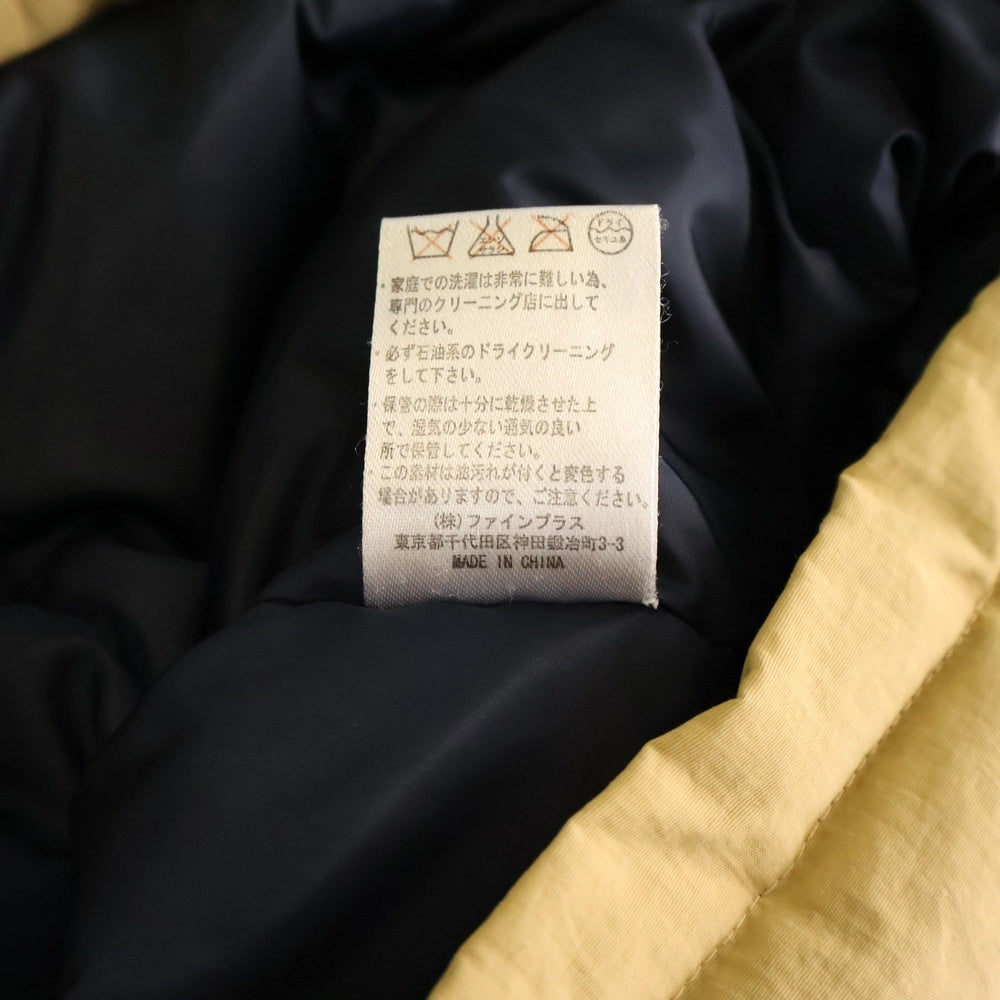 エンソ
サラシ
ドライ
セキユ系
・家庭での洗濯は非常に難しい為、
専門のクリーニング店に出して
ください。
・必ず石油系のドライクリーニング
をして下さい。
・保管の際は十分に乾燥させた上
で、湿気の少ない通気の良い
所で保管してください。
・この素材は油汚れが付くと変色する
場合がありますので、ご注意ください。
(株)ファインプラス
東京都千代田区神田鍛冶町3-3
MADE IN CHINA